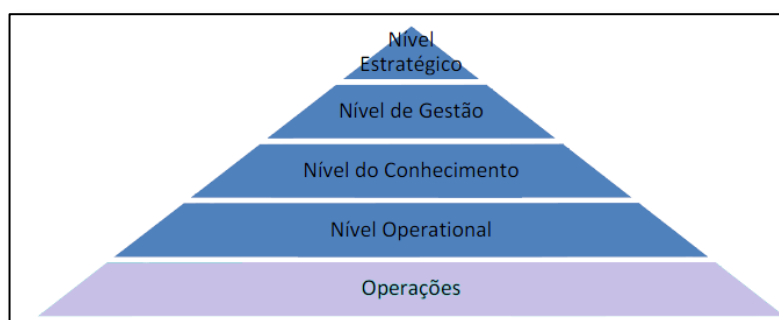 Nível
Estratégico
Nível de Gestão
Nível do Conhecimento
Nível Operational
Operações